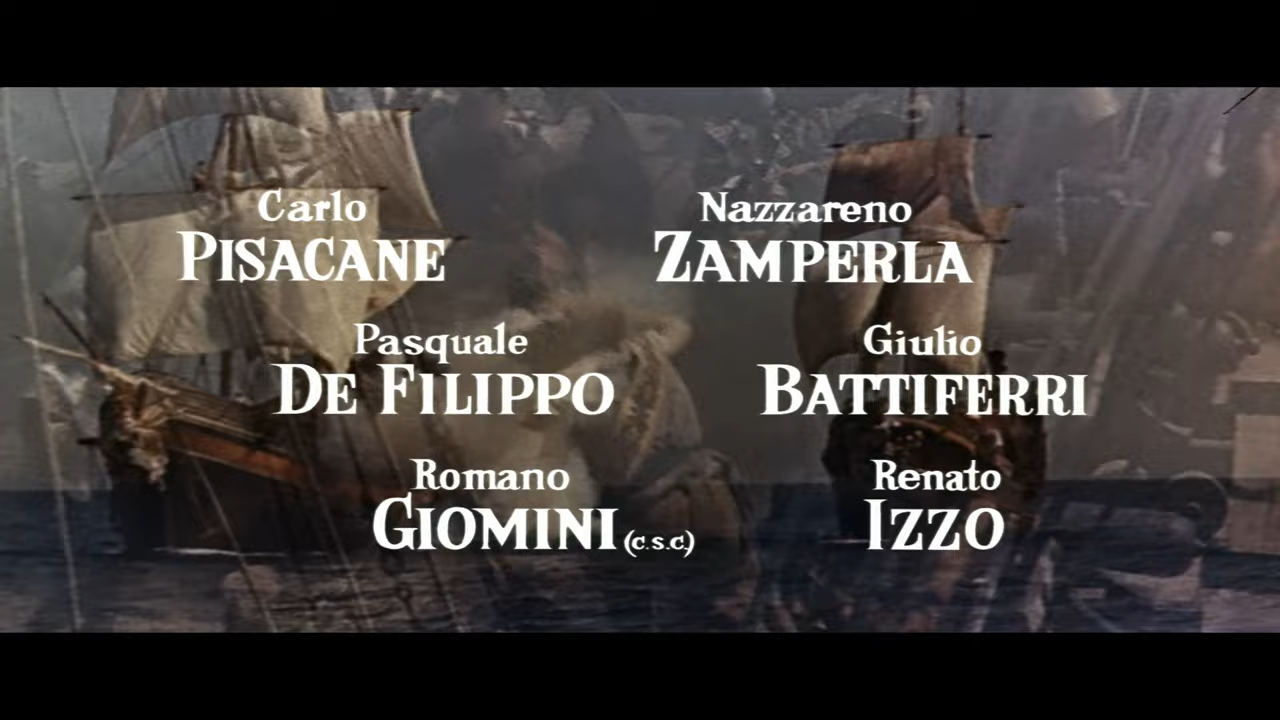 Carlo
PISACANE
Nazzareno
ZAMPERLA
Pasquale
DE FILIPPO
Giulio
BATTIFERRI
Romano
GIOMINI (c.s.c.)
Renato
IZZO